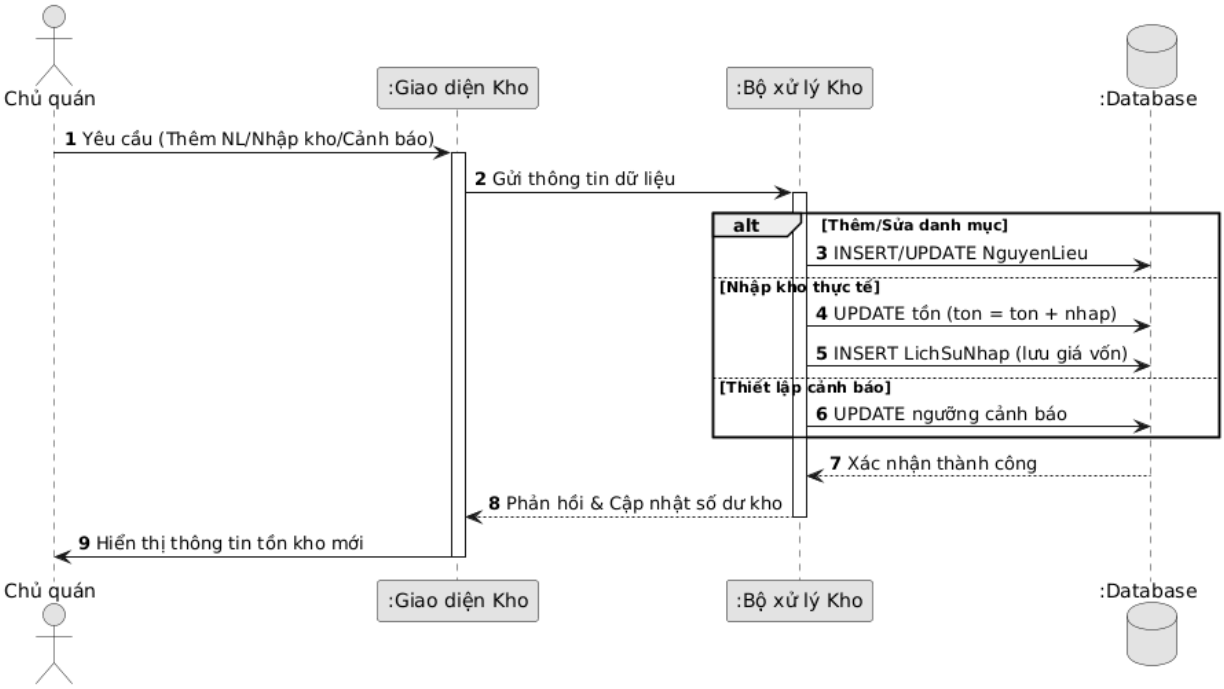 Chủ quán
:Giao diện Kho
:Bộ xử lý Kho
:Database
1 Yêu cầu (Thêm NL/Nhập kho/Cảnh báo)
2 Gửi thông tin dữ liệu
alt [Thêm/Sửa danh mục]
3 INSERT/UPDATE NguyenLieu
[Nhập kho thực tế]
4 UPDATE tồn (ton = ton + nhap)
5 INSERT LichSuNhap (lưu giá vốn)
[Thiết lập cảnh báo]
6 UPDATE ngưỡng cảnh báo
7 Xác nhận thành công
8 Phản hồi & Cập nhật số dư kho
9 Hiển thị thông tin tồn kho mới
Chủ quán
:Giao diện Kho
:Bộ xử lý Kho
:Database